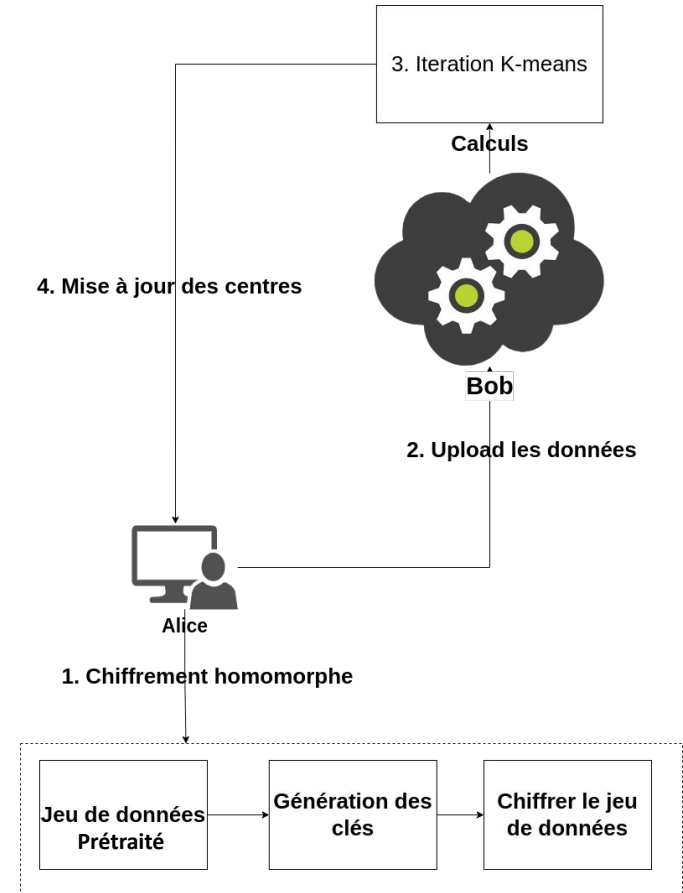 3. Iteration K-means
Calculs
4. Mise à jour des centres
Bob
2. Upload les données
Alice
1. Chiffrement homomorphe
Jeu de données
Prétraité
Génération des
clés
Chiffrer le jeu
de données